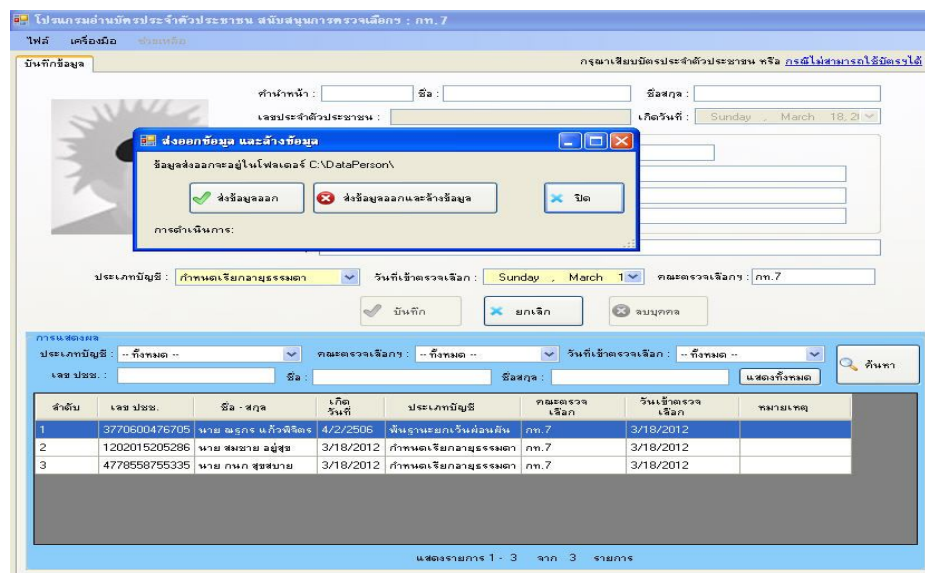 โปรแกรมอ่านบัตรประจำตัวประชาชน สนับสนุนการตรวจเลือกฯ : กท.7
ไฟล์ เครื่องมือ ช่วยเหลือ
บันทึกข้อมูล กรุณาเสียบบัตรประจำตัวประชาชน หรือ กรณีไม่สามารถใช้บัตรฯได้
คำนำหน้า : ชื่อ : ชื่อสกุล :
เลขประจำตัวประชาชน : เกิดวันที่ : Sunday , March 18, 2
ส่งออกข้อมูล และล้างข้อมูล
ข้อมูลส่งออกจะอยู่ในโฟลเดอร์ C:\DataPerson\
ส่งข้อมูลออก ส่งข้อมูลออกและล้างข้อมูล ปิด
การดำเนินการ:
ประเภทบัญชี : กำหนดเรียกอายุธรรมดา วันที่เข้าตรวจเลือก : Sunday , March 1 คณะตรวจเลือกฯ : กท.7
บันทึก ยกเลิก ลบบุคคล
การแสดงผล
ประเภทบัญชี : -- ทั้งหมด -- คณะตรวจเลือกฯ : -- ทั้งหมด -- วันที่เข้าตรวจเลือก : -- ทั้งหมด --
เลข ปชช. : ชื่อ : ชื่อสกุล : แสดงทั้งหมด ค้นหา
ลำดับ เลข ปชช. ชื่อ - สกุล เกิดวันที่ ประเภทบัญชี คณะตรวจเลือก วันเข้าตรวจเลือก หมายเหตุ
1 3770600476705 นาย ณฐกร แก้วพิจิตร 4/2/2506 พ้นฐานะยกเว้นผ่อนผัน กท.7 3/18/2012
2 1202015205286 นาย สมชาย อยู่สุข 3/18/2012 กำหนดเรียกอายุธรรมดา กท.7 3/18/2012
3 4778558755335 นาย กนก สุขสบาย 3/18/2012 กำหนดเรียกอายุธรรมดา กท.7 3/18/2012
แสดงรายการ 1 - 3 จาก 3 รายการ